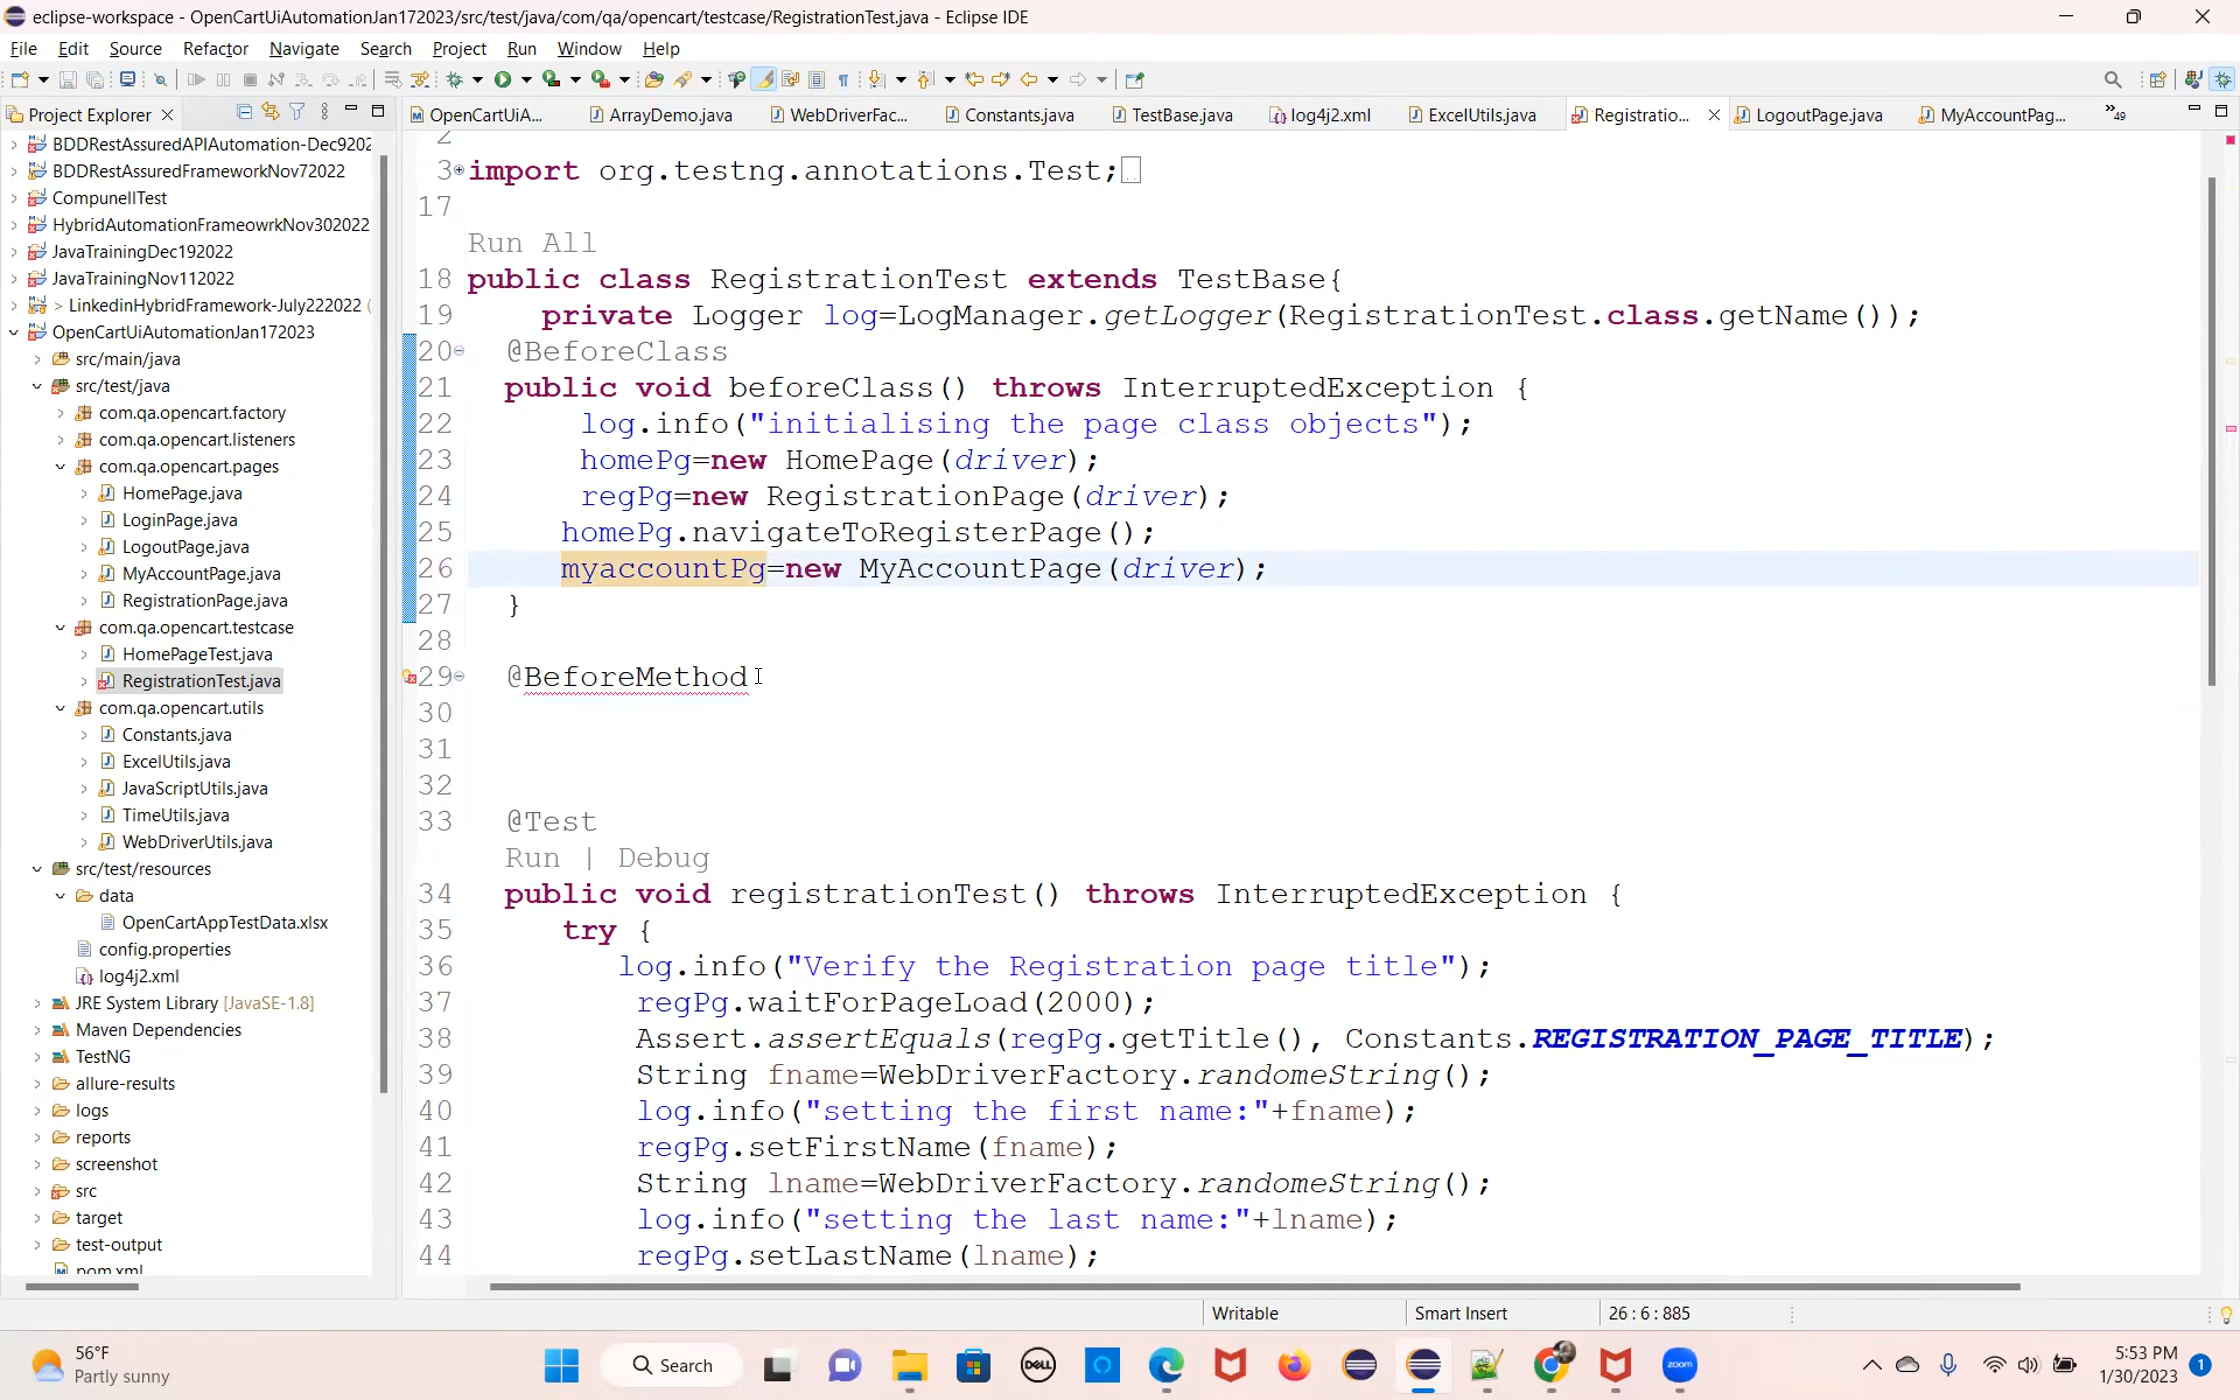 eclipse-workspace - OpenCartUiAutomationJan172023/src/test/java/com/qa/opencart/testcase/RegistrationTest.java - Eclipse IDE
File Edit Source Refactor Navigate Search Project Run Window Help
Project Explorer
OpenCartUiA... ArrayDemo.java WebDriverFac... Constants.java TestBase.java log4j2.xml ExcelUtils.java Registratio... LogoutPage.java MyAccountPag... »49
BDDRestAssuredAPIAutomation-Dec9202
BDDRestAssuredFrameworkNov72022
CompunellTest
HybridAutomationFrameowrkNov302022
JavaTrainingDec192022
JavaTrainingNov112022
> LinkedinHybridFramework-July222022 (
OpenCartUiAutomationJan172023
src/main/java
src/test/java
com.qa.opencart.factory
com.qa.opencart.listeners
com.qa.opencart.pages
HomePage.java
LoginPage.java
LogoutPage.java
MyAccountPage.java
RegistrationPage.java
com.qa.opencart.testcase
HomePageTest.java
RegistrationTest.java
com.qa.opencart.utils
Constants.java
ExcelUtils.java
JavaScriptUtils.java
TimeUtils.java
WebDriverUtils.java
src/test/resources
data
OpenCartAppTestData.xlsx
config.properties
log4j2.xml
JRE System Library [JavaSE-1.8]
Maven Dependencies
TestNG
allure-results
logs
reports
screenshot
src
target
test-output
pom.xml
2
3 import org.testng.annotations.Test;
17
Run All
18 public class RegistrationTest extends TestBase{
19 private Logger log=LogManager.getLogger(RegistrationTest.class.getName());
20 @BeforeClass
21 public void beforeClass() throws InterruptedException {
22 log.info("initialising the page class objects");
23 homePg=new HomePage(driver);
24 regPg=new RegistrationPage(driver);
25 homePg.navigateToRegisterPage();
26 myaccountPg=new MyAccountPage(driver);
27 }
28
29 @BeforeMethod
30
31
32
33 @Test
Run | Debug
34 public void registrationTest() throws InterruptedException {
35 try {
36 log.info("Verify the Registration page title");
37 regPg.waitForPageLoad(2000);
38 Assert.assertEquals(regPg.getTitle(), Constants.REGISTRATION_PAGE_TITLE);
39 String fname=WebDriverFactory.randomeString();
40 log.info("setting the first name:"+fname);
41 regPg.setFirstName(fname);
42 String lname=WebDriverFactory.randomeString();
43 log.info("setting the last name:"+lname);
44 regPg.setLastName(lname);
Writable Smart Insert 26 : 6 : 885
56°F
Partly sunny
Search
DELL
zoom
5:53 PM
1/30/2023
1